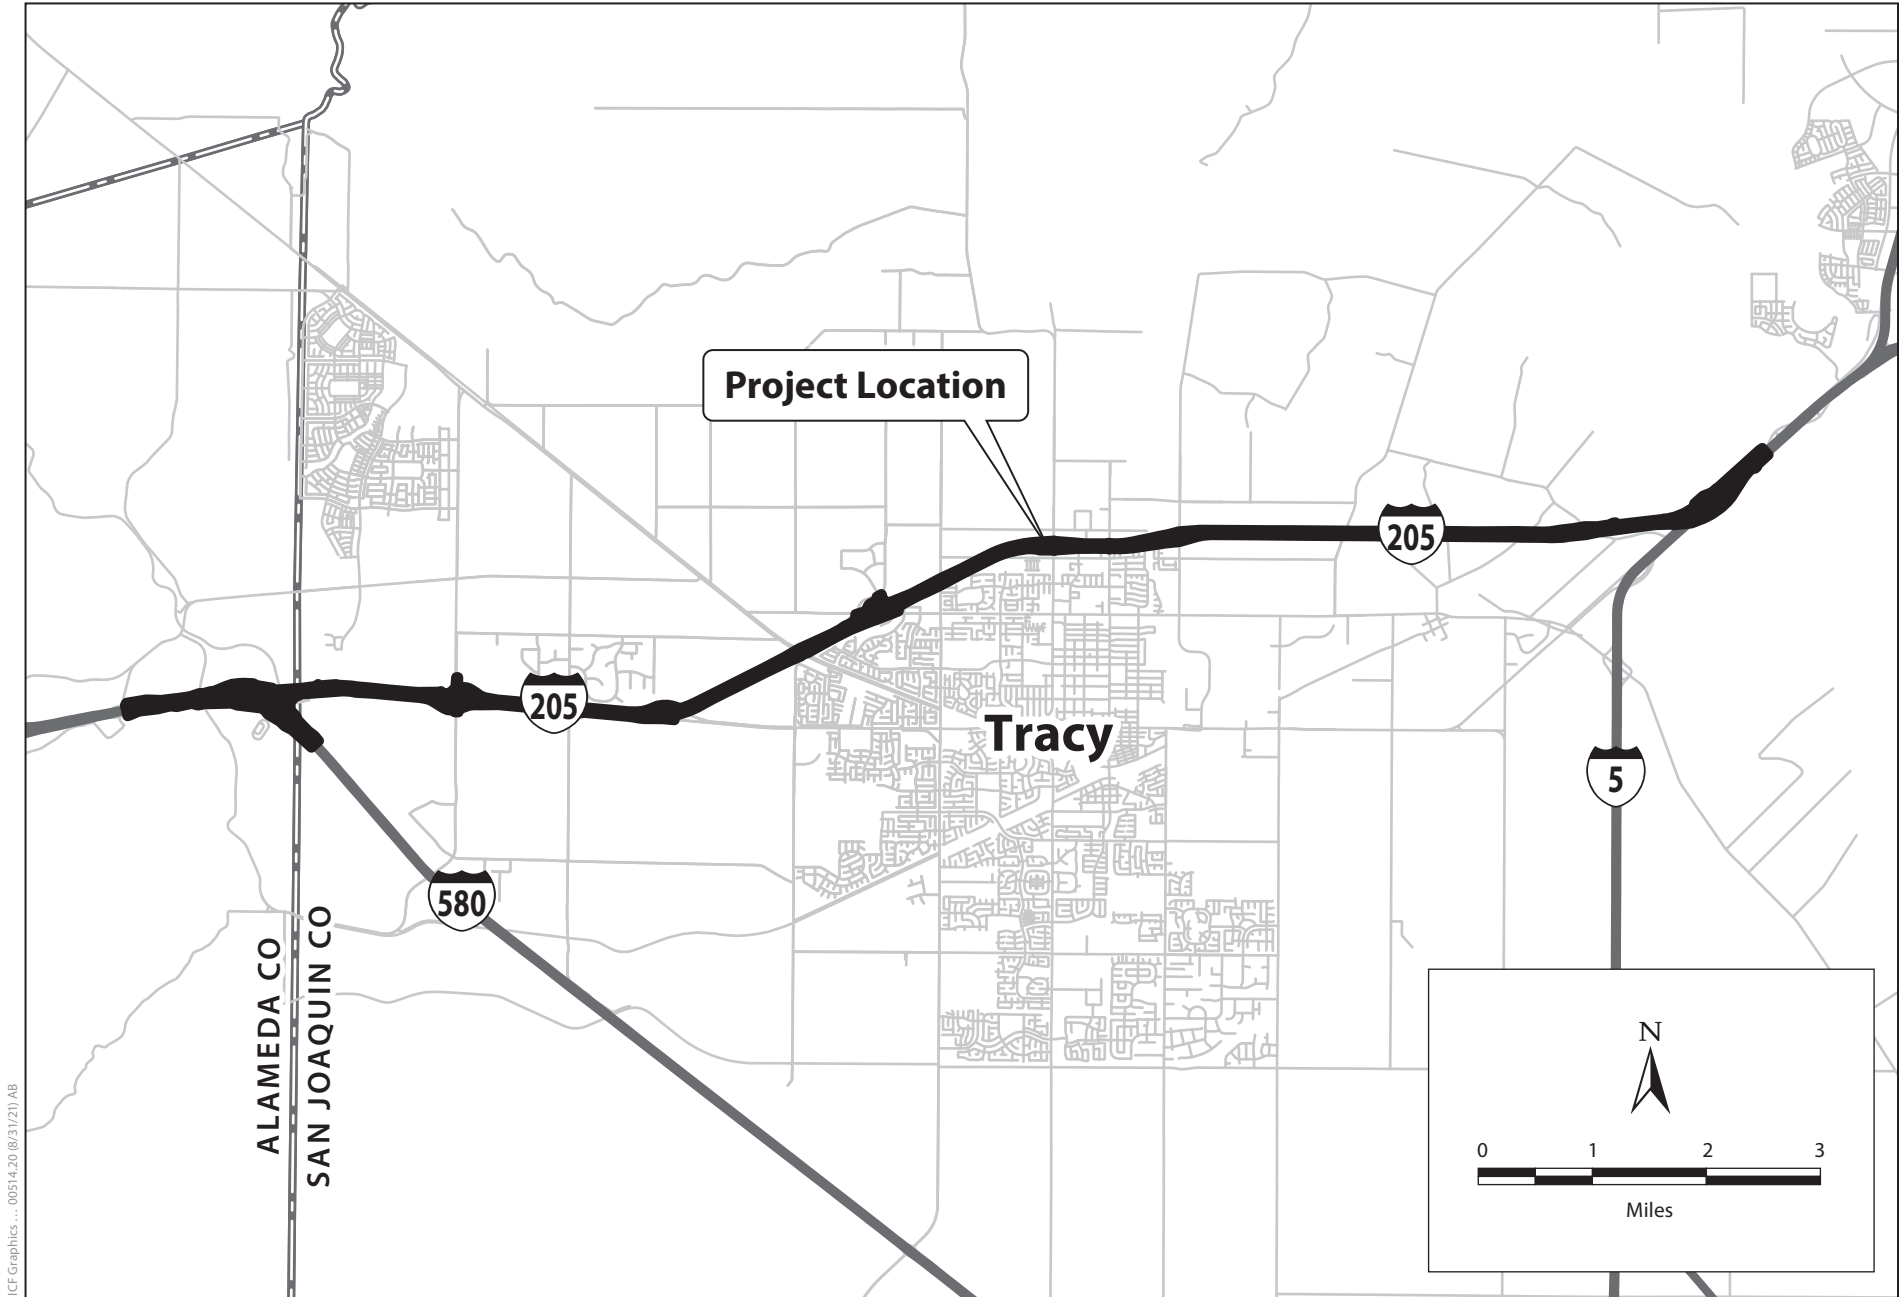 Project Location
205
205
Tracy
5
580
ALAMEDA CO
SAN JOAQUIN CO
N
0 1 2 3
Miles
ICF Graphics … 00514.20 (8/31/21) AB